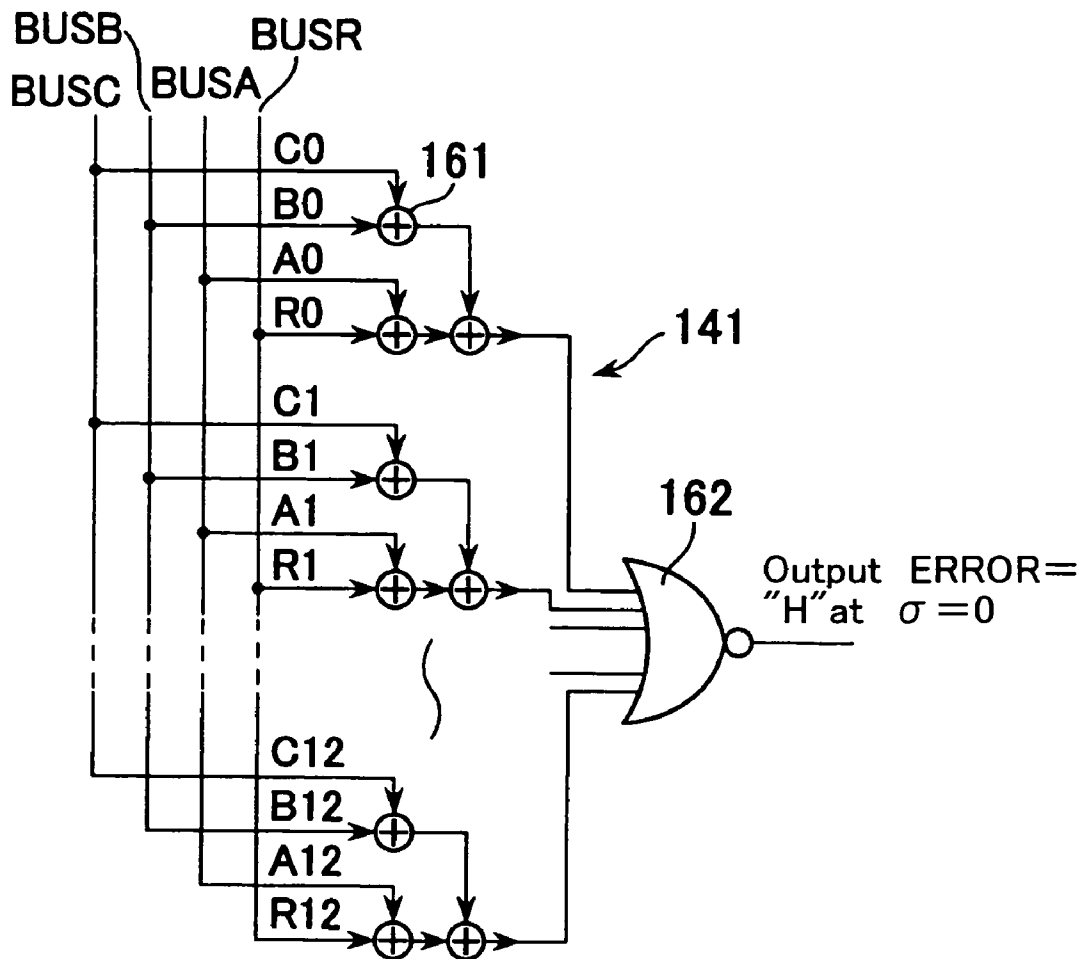 BUSB
BUSR
BUSC
BUSA
C0
161
B0
A0
R0
141
C1
B1
A1
162
R1
Output ERROR=
"H"at σ=0
C12
B12
A12
R12